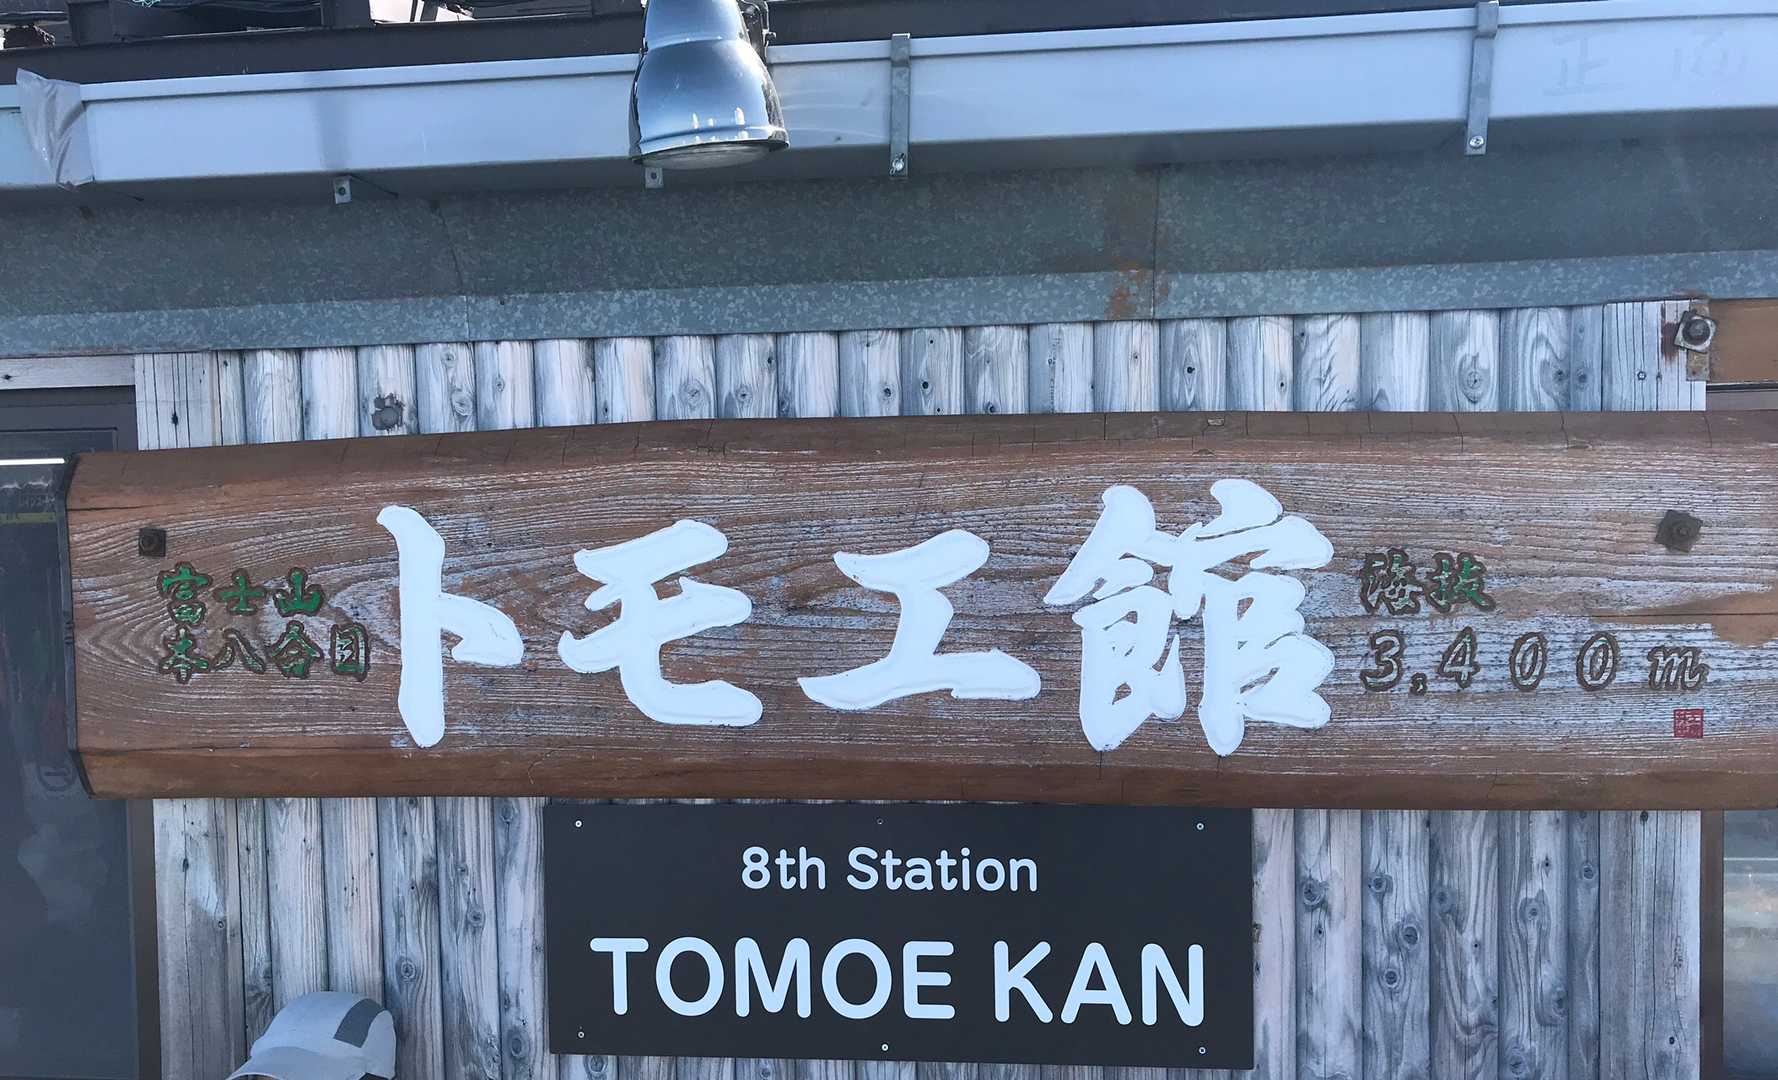 富士山
本八合目
トモエ館
海抜
3,400m
8th Station
TOMOE KAN